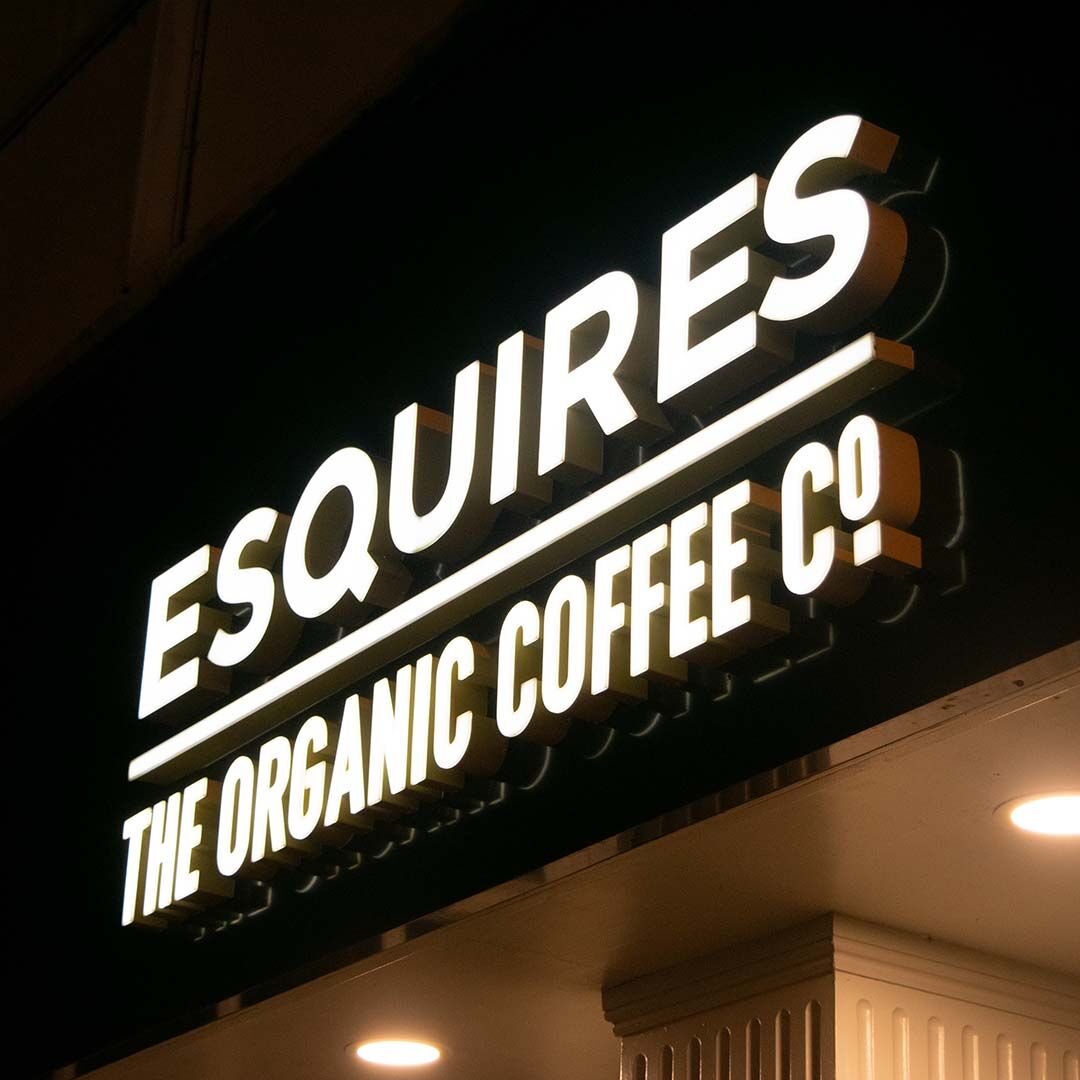 ESQUIRES
THE ORGANIC COFFEE Cº